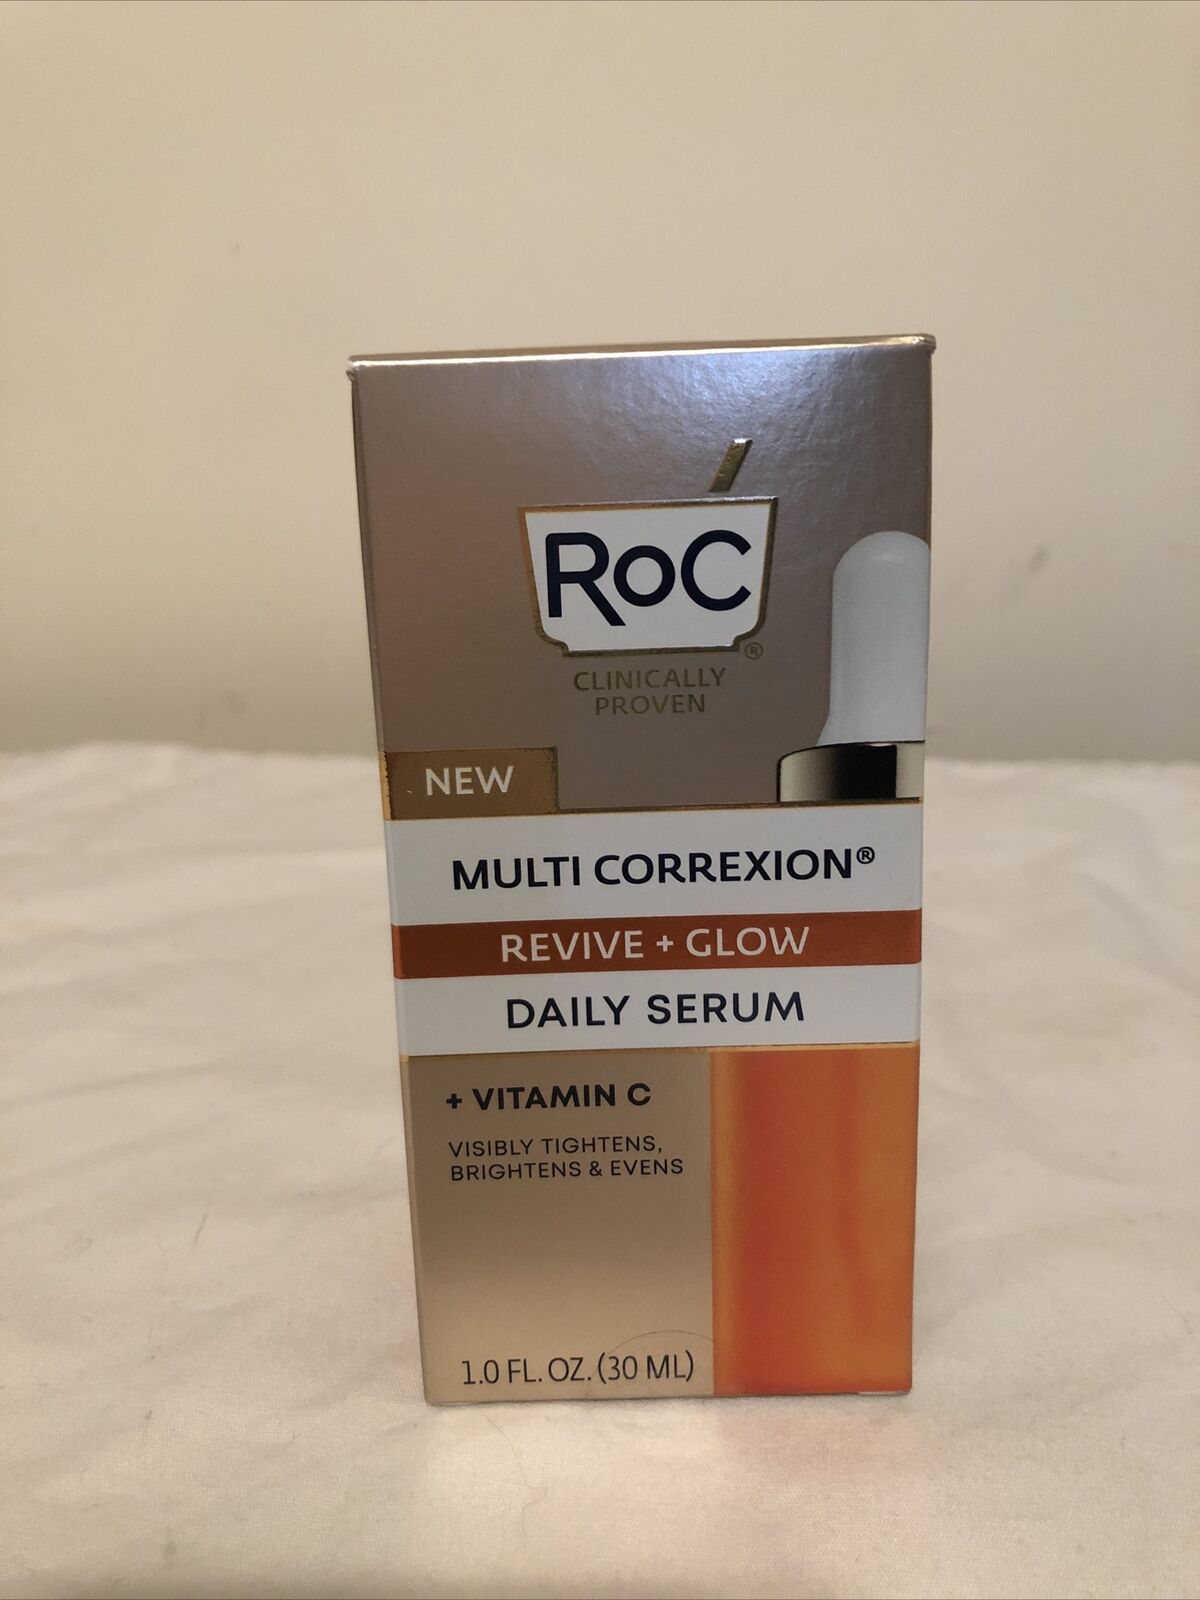 RoC®
CLINICALLY
PROVEN
NEW
MULTI CORREXION®
REVIVE + GLOW
DAILY SERUM
+ VITAMIN C
VISIBLY TIGHTENS,
BRIGHTENS & EVENS
1.0 FL. OZ. (30 ML)